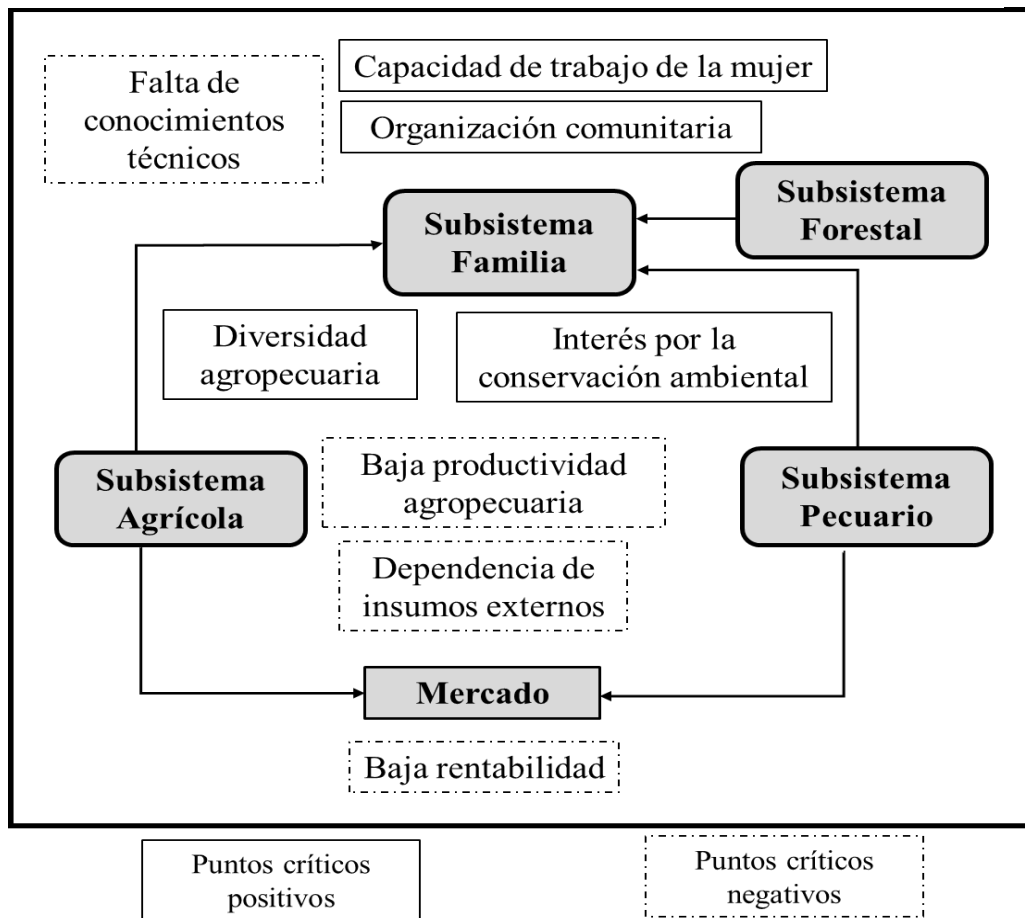 Falta de
conocimientos
técnicos
Capacidad de trabajo de la mujer
Organización comunitaria
Subsistema
Familia
Subsistema
Forestal
Diversidad
agropecuaria
Interés por la
conservación ambiental
Subsistema
Agrícola
Baja productividad
agropecuaria
Subsistema
Pecuario
Dependencia de
insumos externos
Mercado
Baja rentabilidad
Puntos críticos
positivos
Puntos críticos
negativos